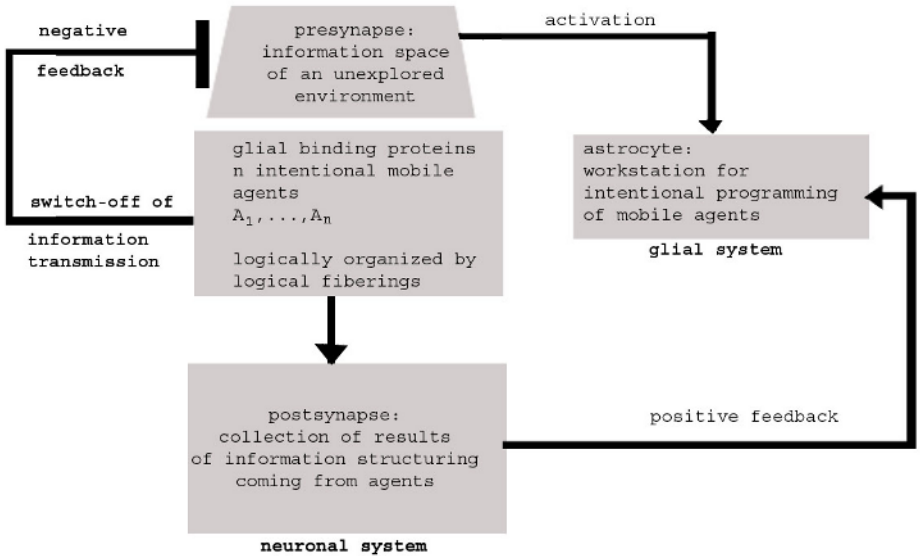 negative
feedback
presynapse:
information space
of an unexplored
environment
activation
glial binding proteins
n intentional mobile
agents
A1,...,An
logically organized by
logical fiberings
switch-off of
information
transmission
astrocyte:
workstation for
intentional programming
of mobile agents
glial system
postsynapse:
collection of results
of information structuring
coming from agents
positive feedback
neuronal system